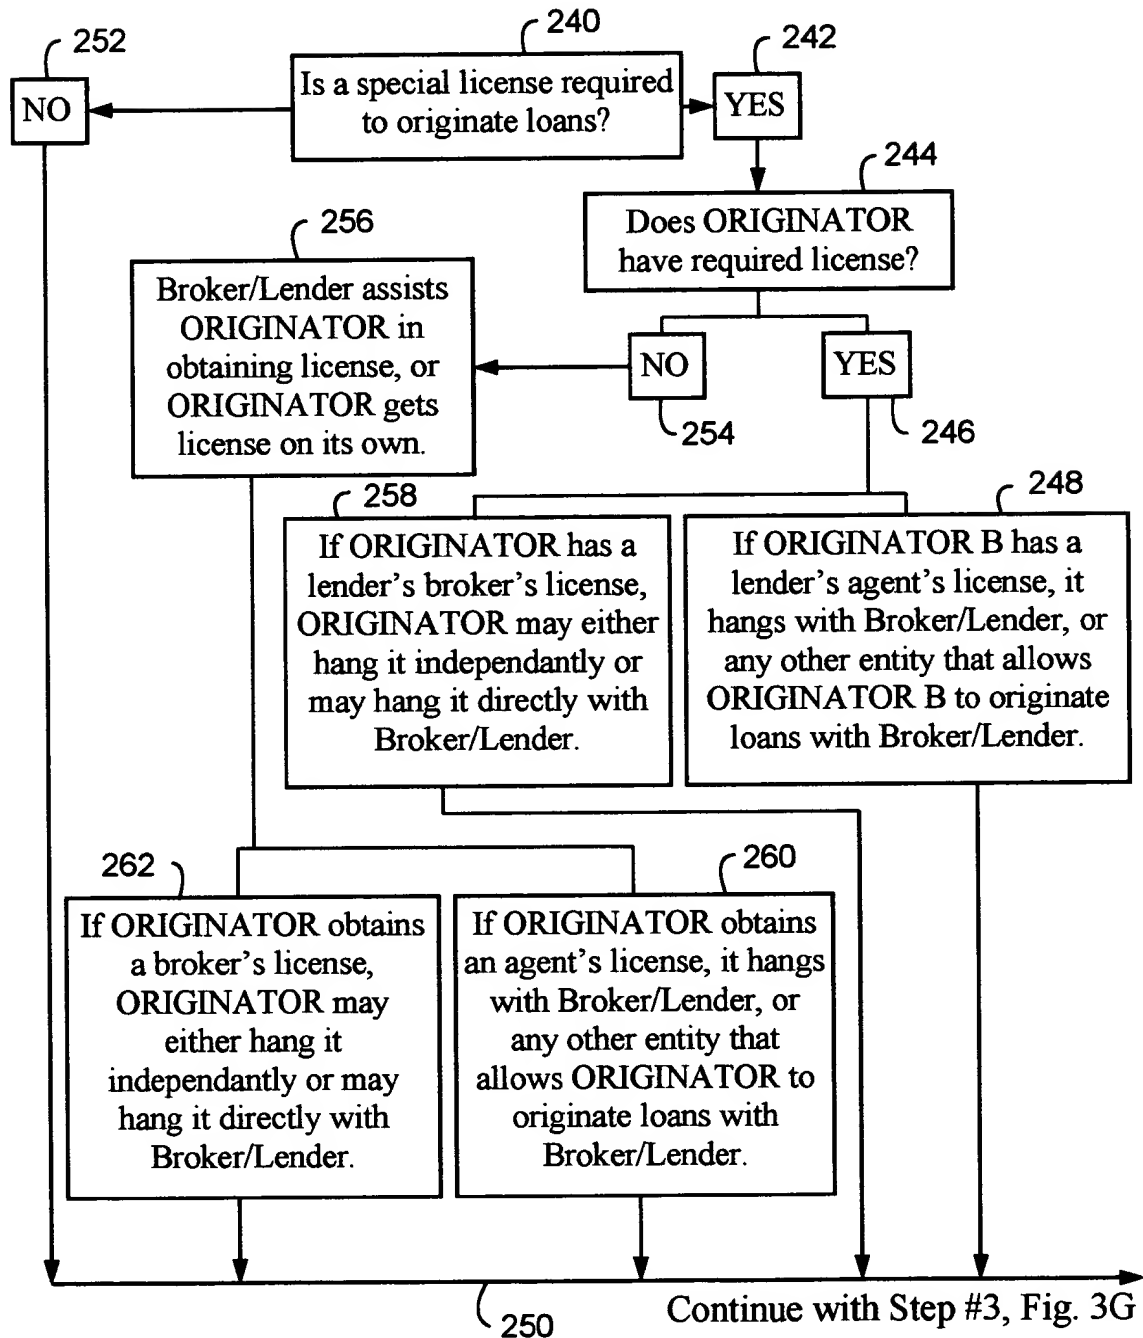 240
252
242
Is a special license required
to originate loans?
NO
YES
244
Does ORIGINATOR
have required license?
256
Broker/Lender assists
ORIGINATOR in
obtaining license, or
ORIGINATOR gets
license on its own.
NO
YES
254
246
258
248
If ORIGINATOR has a
lender's broker's license,
ORIGINATOR may either
hang it independantly or
may hang it directly with
Broker/Lender.
If ORIGINATOR B has a
lender's agent's license, it
hangs with Broker/Lender, or
any other entity that allows
ORIGINATOR B to originate
loans with Broker/Lender.
262
260
If ORIGINATOR obtains
a broker's license,
ORIGINATOR may
either hang it
independantly or may
hang it directly with
Broker/Lender.
If ORIGINATOR obtains
an agent's license, it hangs
with Broker/Lender, or
any other entity that
allows ORIGINATOR to
originate loans with
Broker/Lender.
250
Continue with Step #3, Fig. 3G